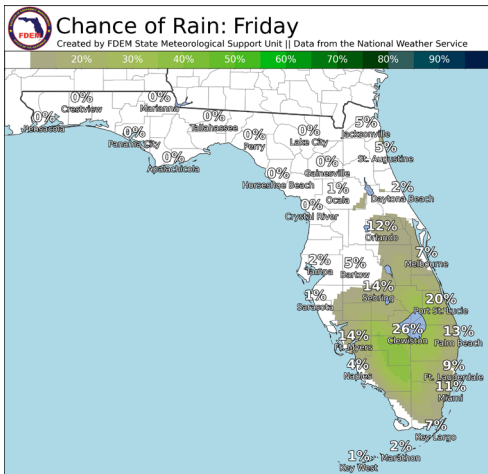 FDEM
Chance of Rain: Friday
Created by FDEM State Meteorological Support Unit || Data from the National Weather Service
20% 30% 40% 50% 60% 70% 80% 90%
0%
Crestview
0%
Marianna
0%
Pensacola
0%
Panama City
0%
Tallahassee
0%
Apalachicola
0%
Perry
0%
Lake City
5%
Jacksonville
5%
St. Augustine
0%
Gainesville
0%
Horseshoe Beach
1%
Ocala
2%
Daytona Beach
0%
Crystal River
12%
Orlando
7%
Melbourne
2%
Tampa
5%
Bartow
14%
Sebring
1%
Sarasota
20%
Port St. Lucie
14%
Ft. Myers
26%
Clewiston
13%
Palm Beach
4%
Naples
9%
Ft. Lauderdale
11%
Miami
7%
Key Largo
2%
Marathon
1%
Key West